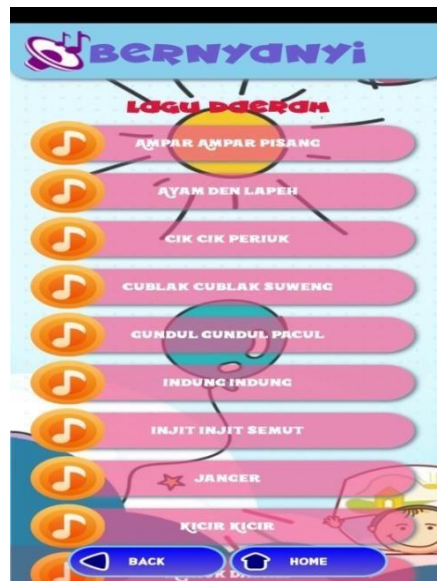 BERNYANYI
LAGU DAERAH
AMPAR AMPAR PISANG
AYAM DEN LAPEH
CIK CIK PERIUK
CUBLAK CUBLAK SUWENG
GUNDUL GUNDUL PACUL
INDUNG INDUNG
INJIT INJIT SEMUT
JANGER
KICIR KICIR
BACK
HOME